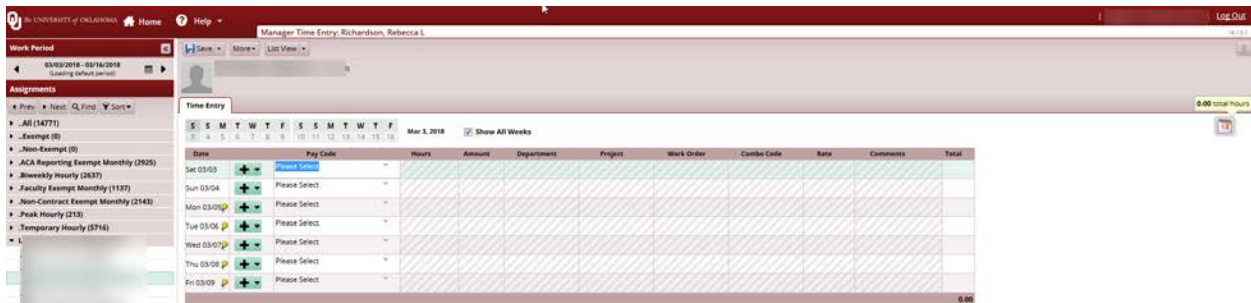 The UNIVERSITY of OKLAHOMA Home Help Log Out
Manager Time Entry: Richardson, Rebecca L
Work Period
Save More List View
03/03/2018 - 03/16/2018
(Loading default period)
Assignments
Prev Next Find Sort
Time Entry
0.00 total hours
..All (14771)
..Exempt (0)
..Non-Exempt (0)
.ACA Reporting Exempt Monthly (2925)
.Biweekly Hourly (2637)
.Faculty Exempt Monthly (1137)
.Non-Contract Exempt Monthly (2143)
.Peak Hourly (213)
.Temporary Hourly (5716)
S S M T W T F S S M T W T F
3 4 5 6 7 8 9 10 11 12 13 14 15 16
Mar 3, 2018 Show All Weeks
Date Pay Code Hours Amount Department Project Work Order Combo Code Rate Comments Total
Sat 03/03 Please Select
Sun 03/04 Please Select
Mon 03/05 Please Select
Tue 03/06 Please Select
Wed 03/07 Please Select
Thu 03/08 Please Select
Fri 03/09 Please Select
0.00